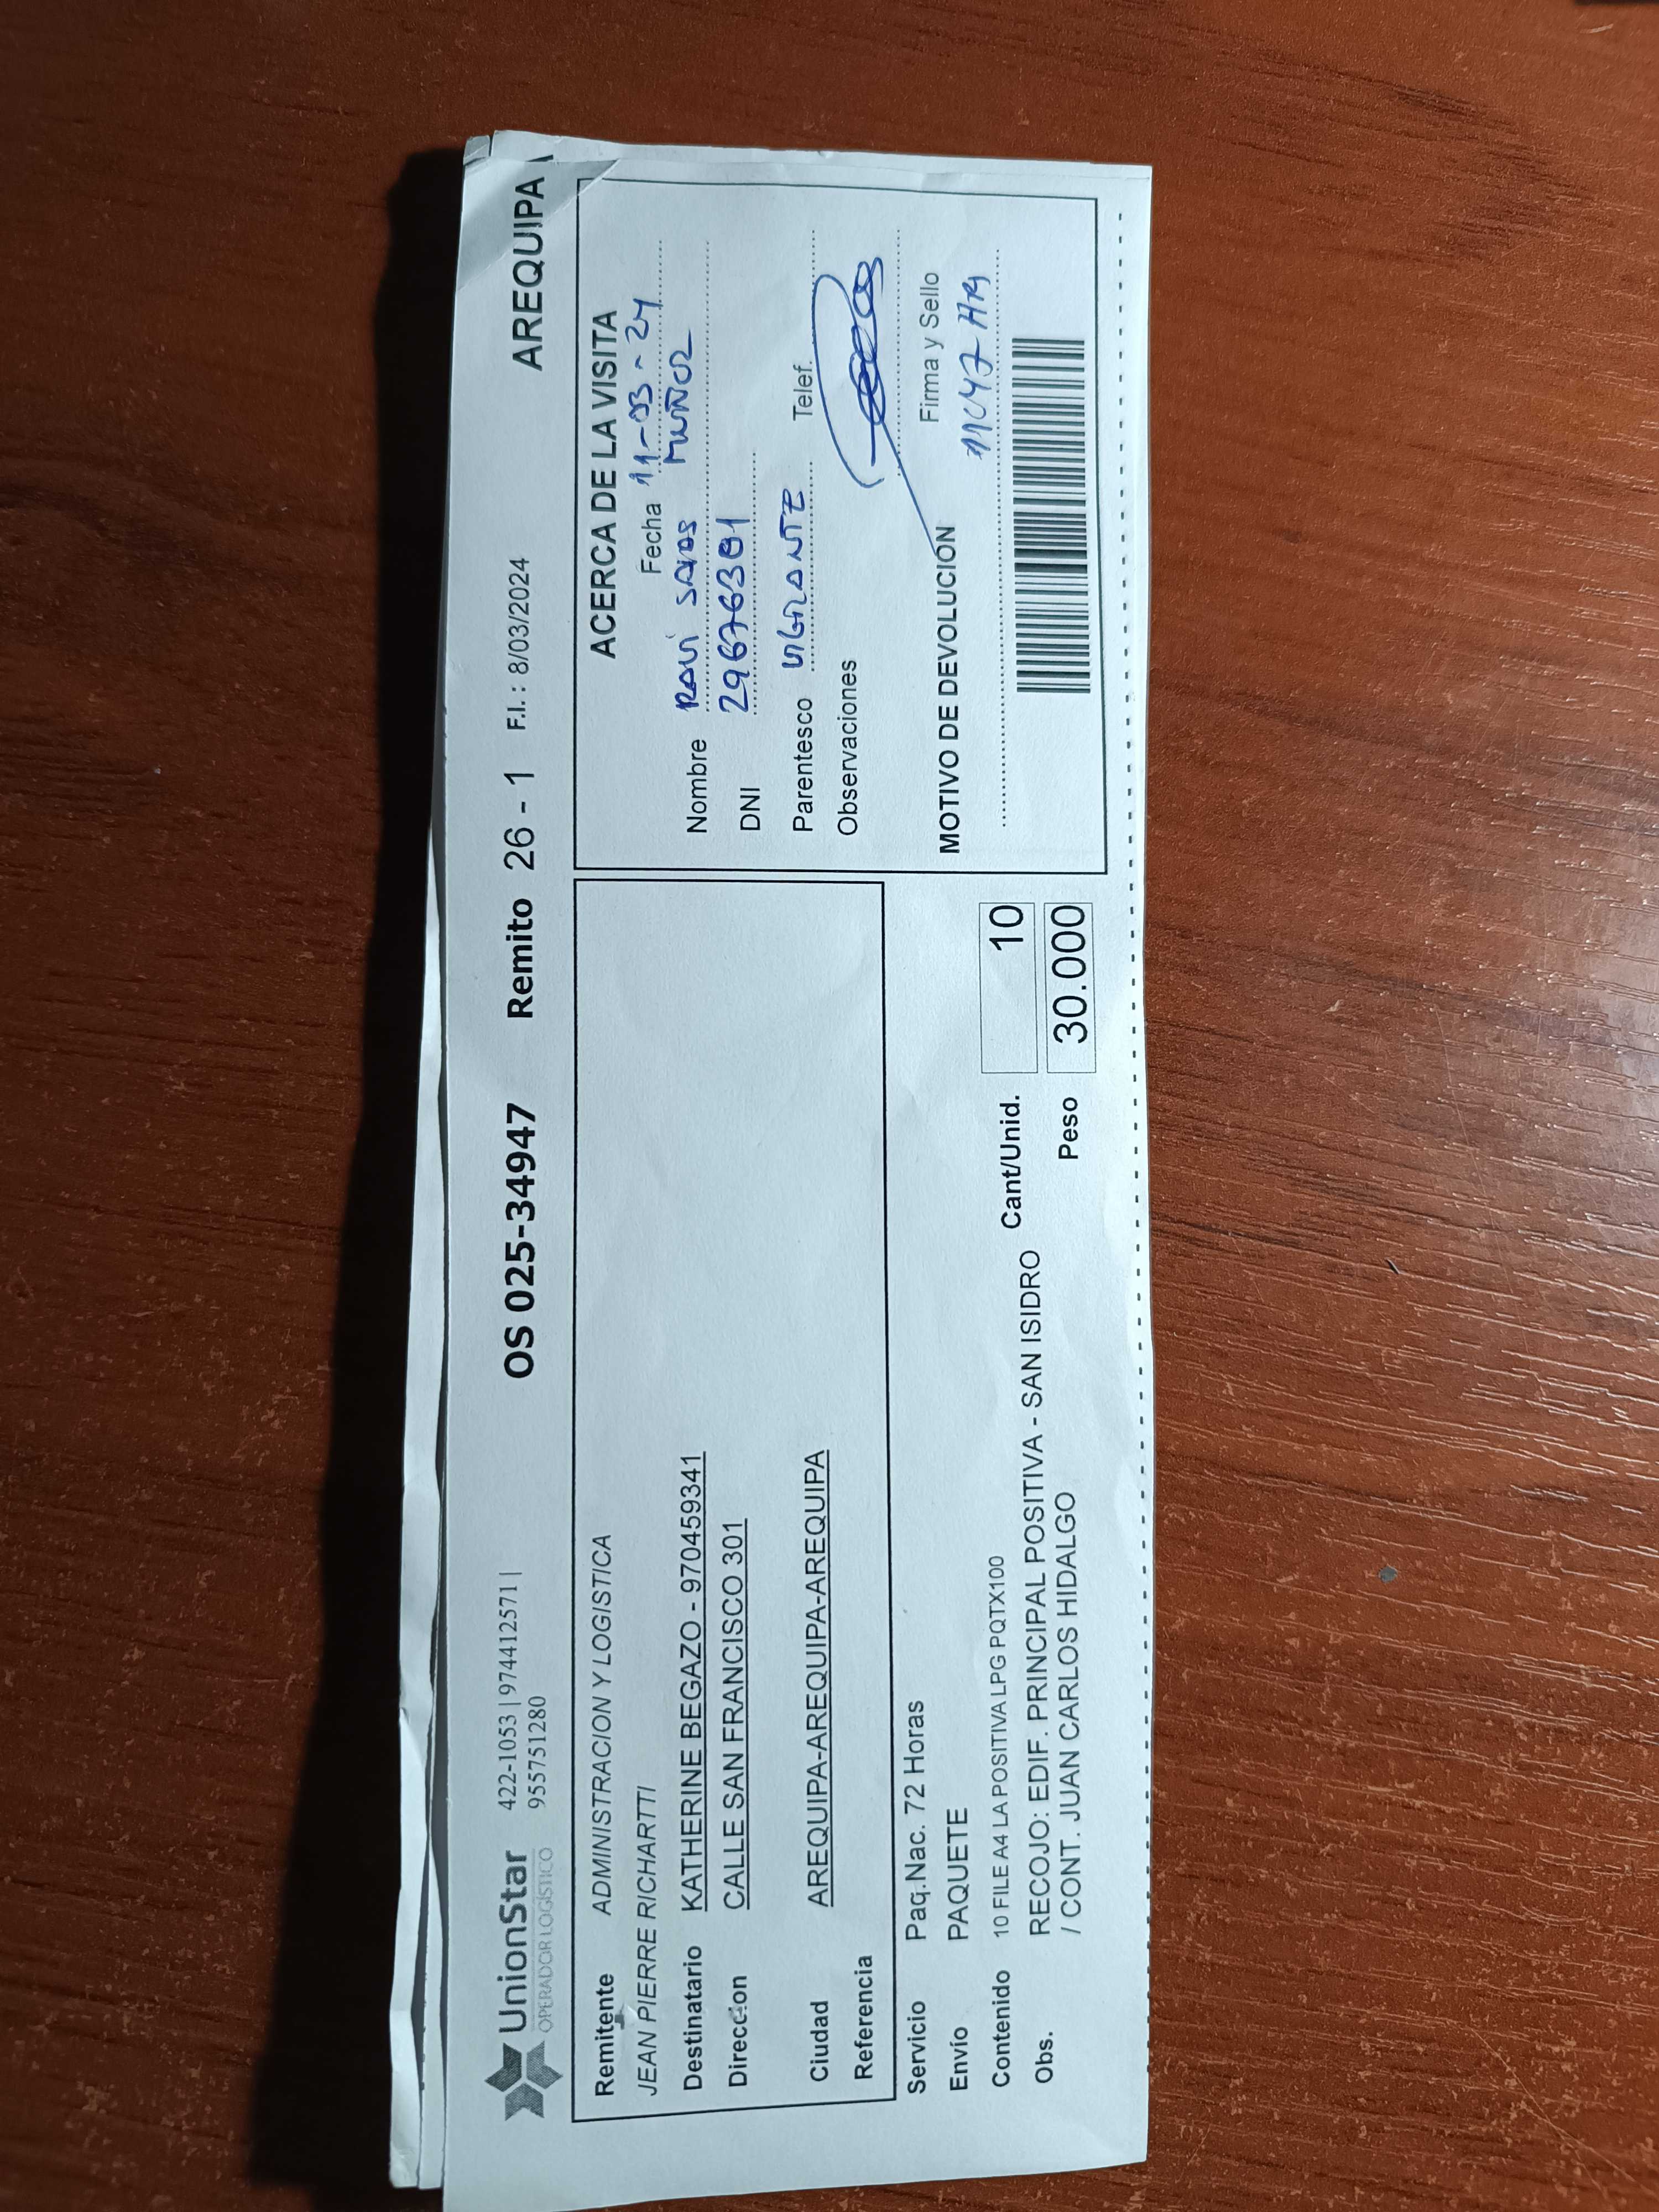 UnionStar
OPERADOR LOGÍSTICO
422-1053 | 974412571 |
955751280
OS 025-34947 Remito 26 - 1 F.I. : 8/03/2024 AREQUIPA
Remitente ADMINISTRACION Y LOGISTICA
JEAN PIERRE RICHARTTI
Destinatario KATHERINE BEGAZO - 970459341
Direccion CALLE SAN FRANCISCO 301
Ciudad AREQUIPA-AREQUIPA-AREQUIPA
Referencia
Servicio Paq.Nac. 72 Horas
Envío PAQUETE
Contenido 10 FILE A4 LA POSITIVA LPG PQTX100
Obs. RECOJO: EDIF. PRINCIPAL POSITIVA - SAN ISIDRO
/ CONT. JUAN CARLOS HIDALGO
Cant/Unid. 10
Peso 30.000
ACERCA DE LA VISITA
Fecha 11-03-24
Nombre MUÑOZ
DNI 29676381
Parentesco Telef.
Observaciones
Firma y Sello
MOTIVO DE DEVOLUCIÓN